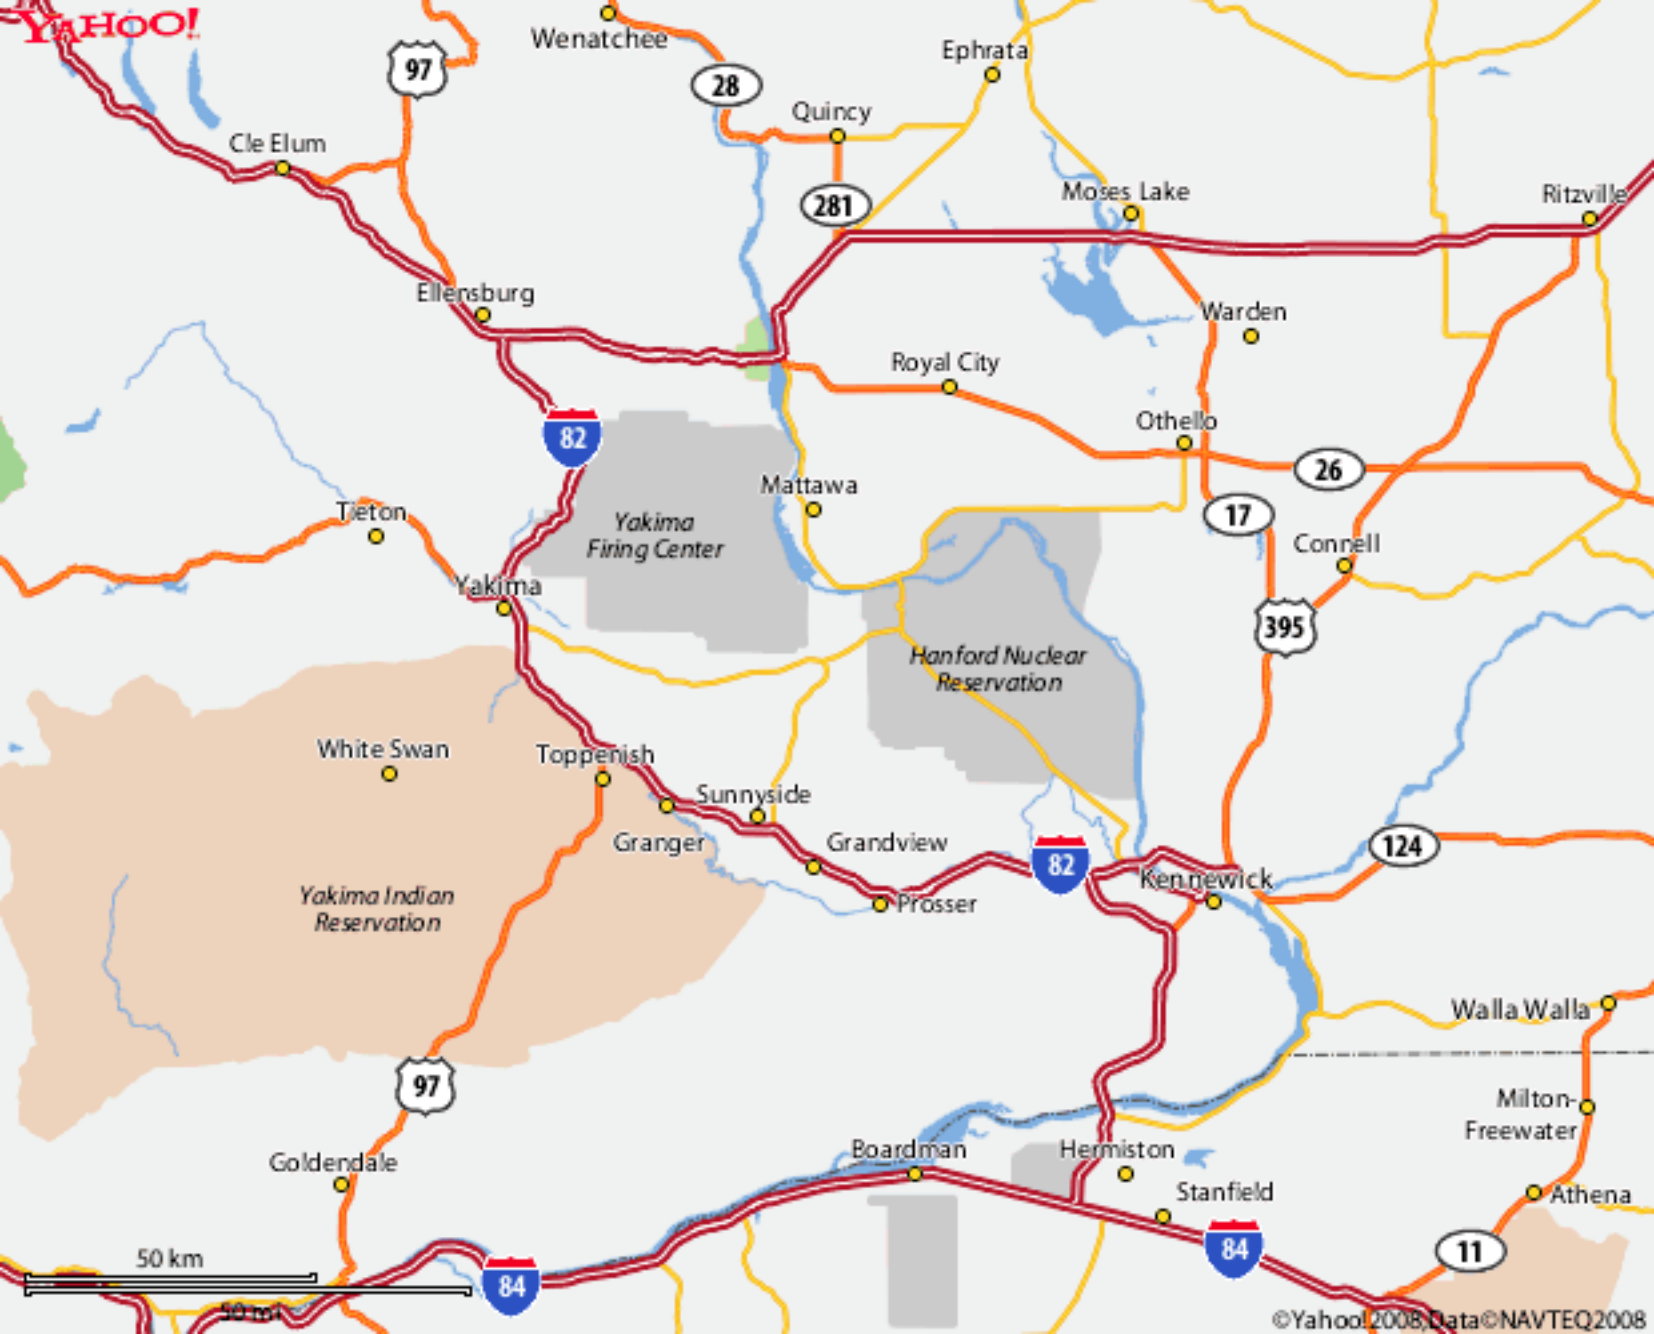 YAHOO!
Wenatchee
Ephrata
97
28
Quincy
Cle Elum
Moses Lake
Ritzville
281
Ellensburg
Warden
Royal City
Othello
82
26
Mattawa
Tieton
Yakima
Firing Center
17
Connell
Yakima
395
Hanford Nuclear
Reservation
White Swan
Toppenish
Sunnyside
Granger
Grandview
82
124
Kennewick
Prosser
Yakima Indian
Reservation
Walla Walla
97
Milton-
Freewater
Boardman
Hermiston
Goldendale
Stanfield
Athena
84
11
50 km
84
50 mi
©Yahoo!2008,Data©NAVTEQ2008